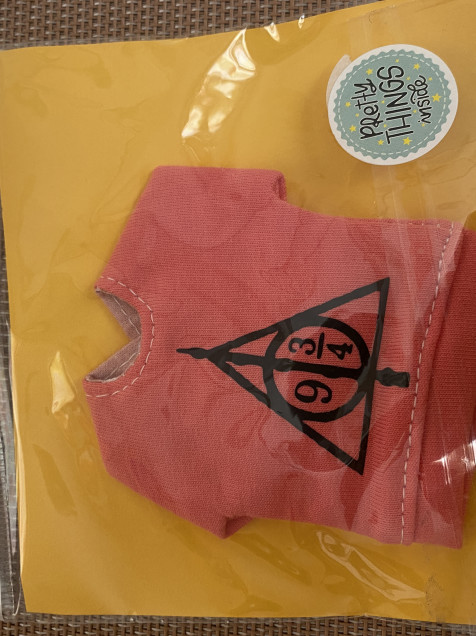 PRETTY
THINGS
inside
9 3/4